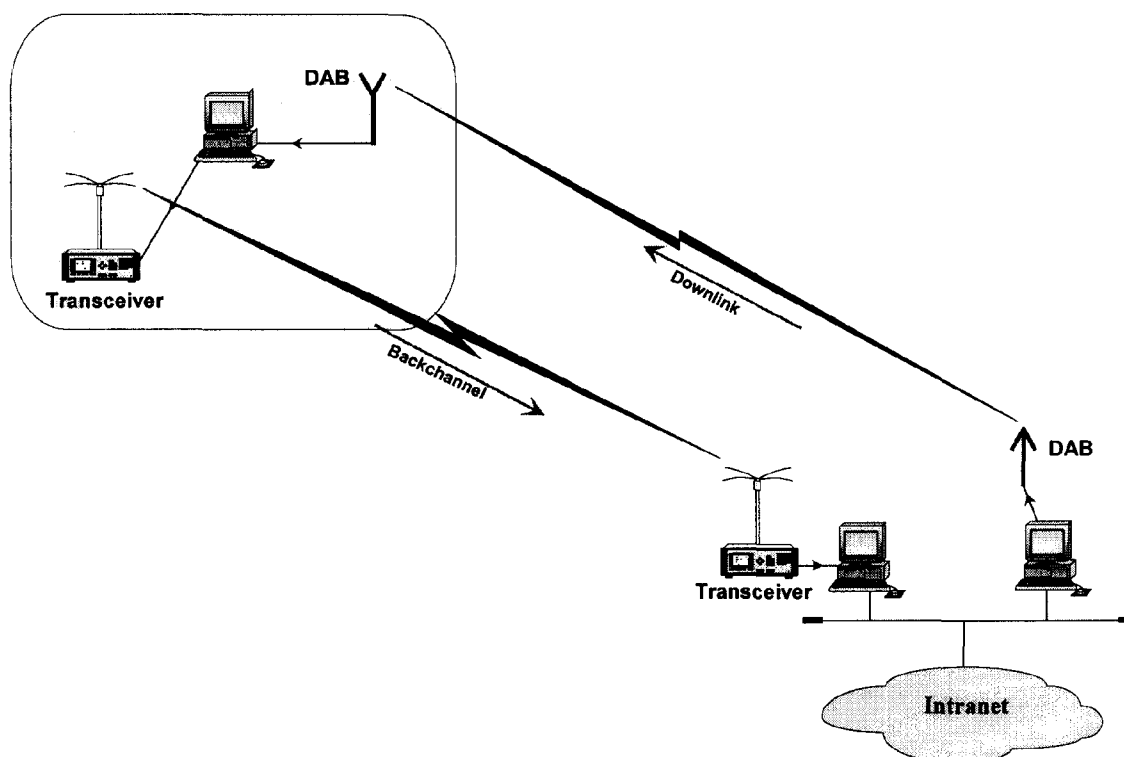 DAB
Transceiver
Downlink
Backchannel
DAB
Transceiver
Intranet